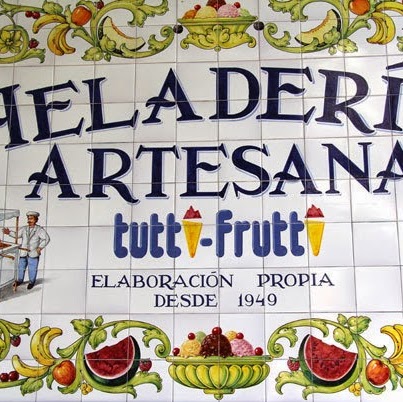 HELADERÍ
ARTESANA
tutti-frutti
ELABORACIÓN PROPIA
DESDE 1949